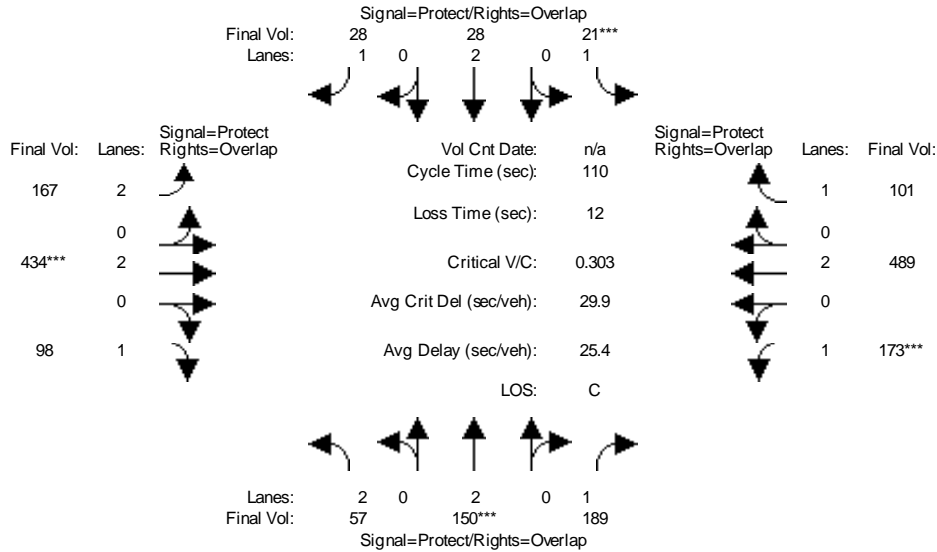 Signal=Protect/Rights=Overlap
Final Vol: 28 28 21***
Lanes: 1 0 2 0 1
Signal=Protect
Final Vol: Lanes: Rights=Overlap
Vol Cnt Date: n/a
Signal=Protect
Rights=Overlap Lanes: Final Vol:
Cycle Time (sec): 110
167 2
1 101
Loss Time (sec): 12
0
0
434*** 2
Critical V/C: 0.303
2 489
0
Avg Crit Del (sec/veh): 29.9
0
98 1
Avg Delay (sec/veh): 25.4
1 173***
LOS: C
Lanes: 2 0 2 0 1
Final Vol: 57 150*** 189
Signal=Protect/Rights=Overlap